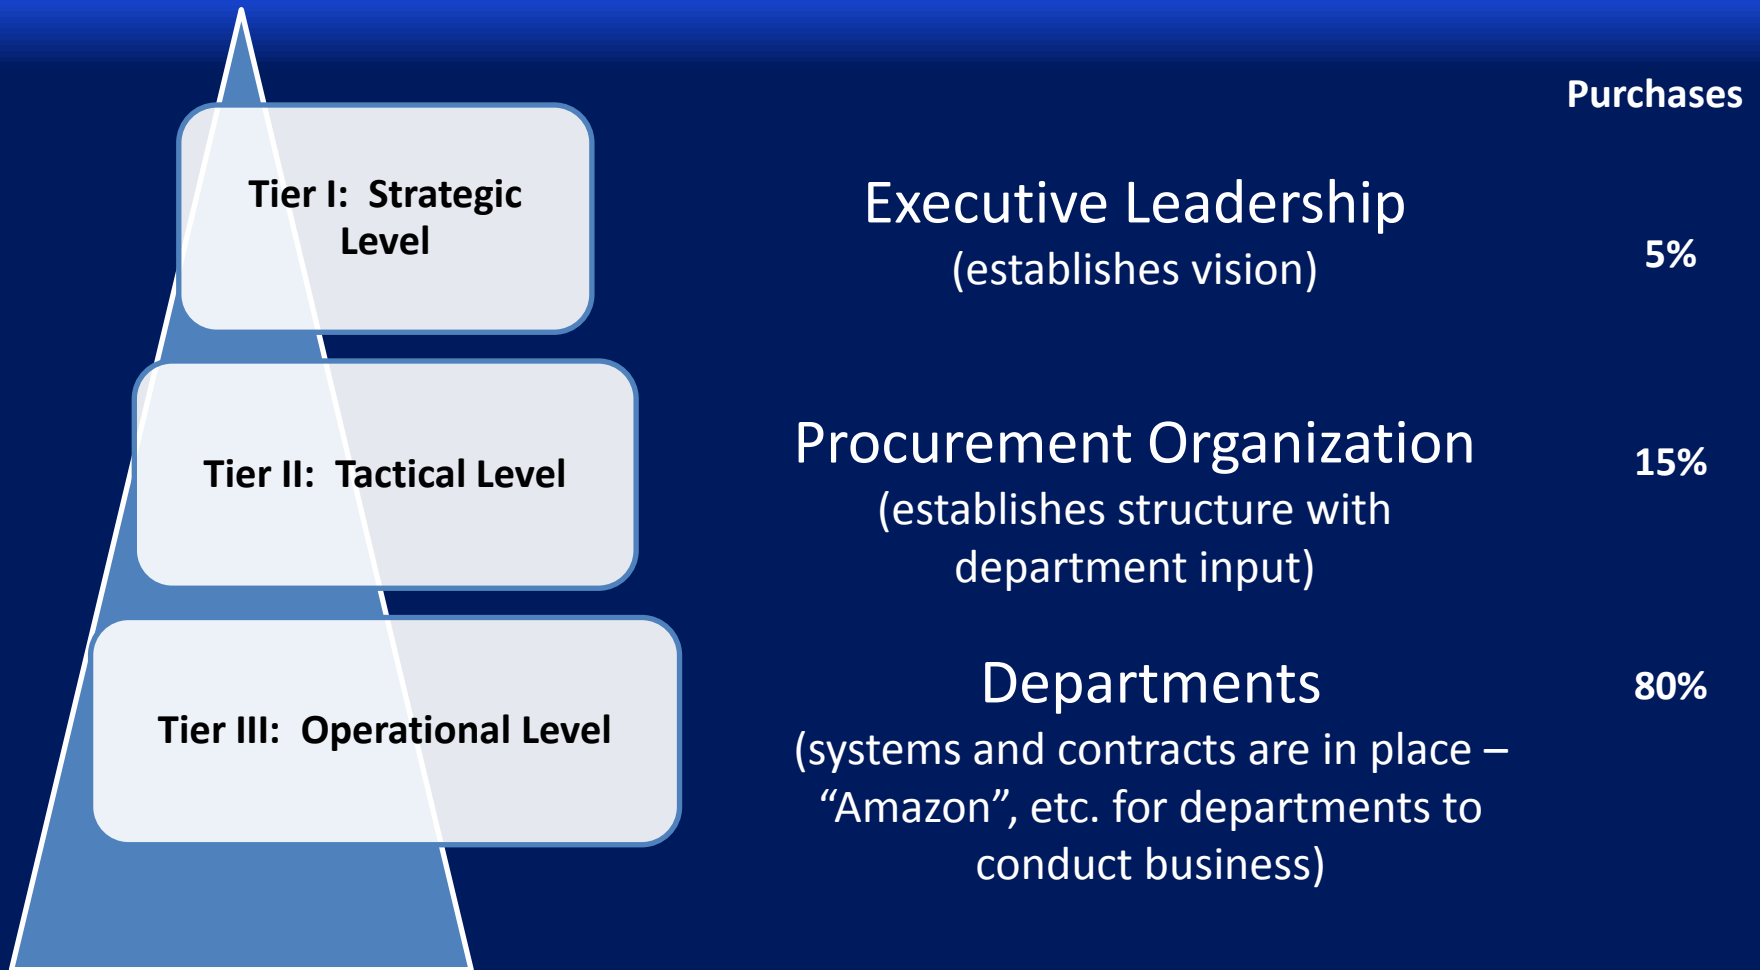 Purchases
Tier I:  Strategic
Level
Executive Leadership
(establishes vision)
5%
Tier II:  Tactical Level
Procurement Organization
(establishes structure with
department input)
15%
Tier III:  Operational Level
Departments
(systems and contracts are in place –
“Amazon”, etc. for departments to
conduct business)
80%